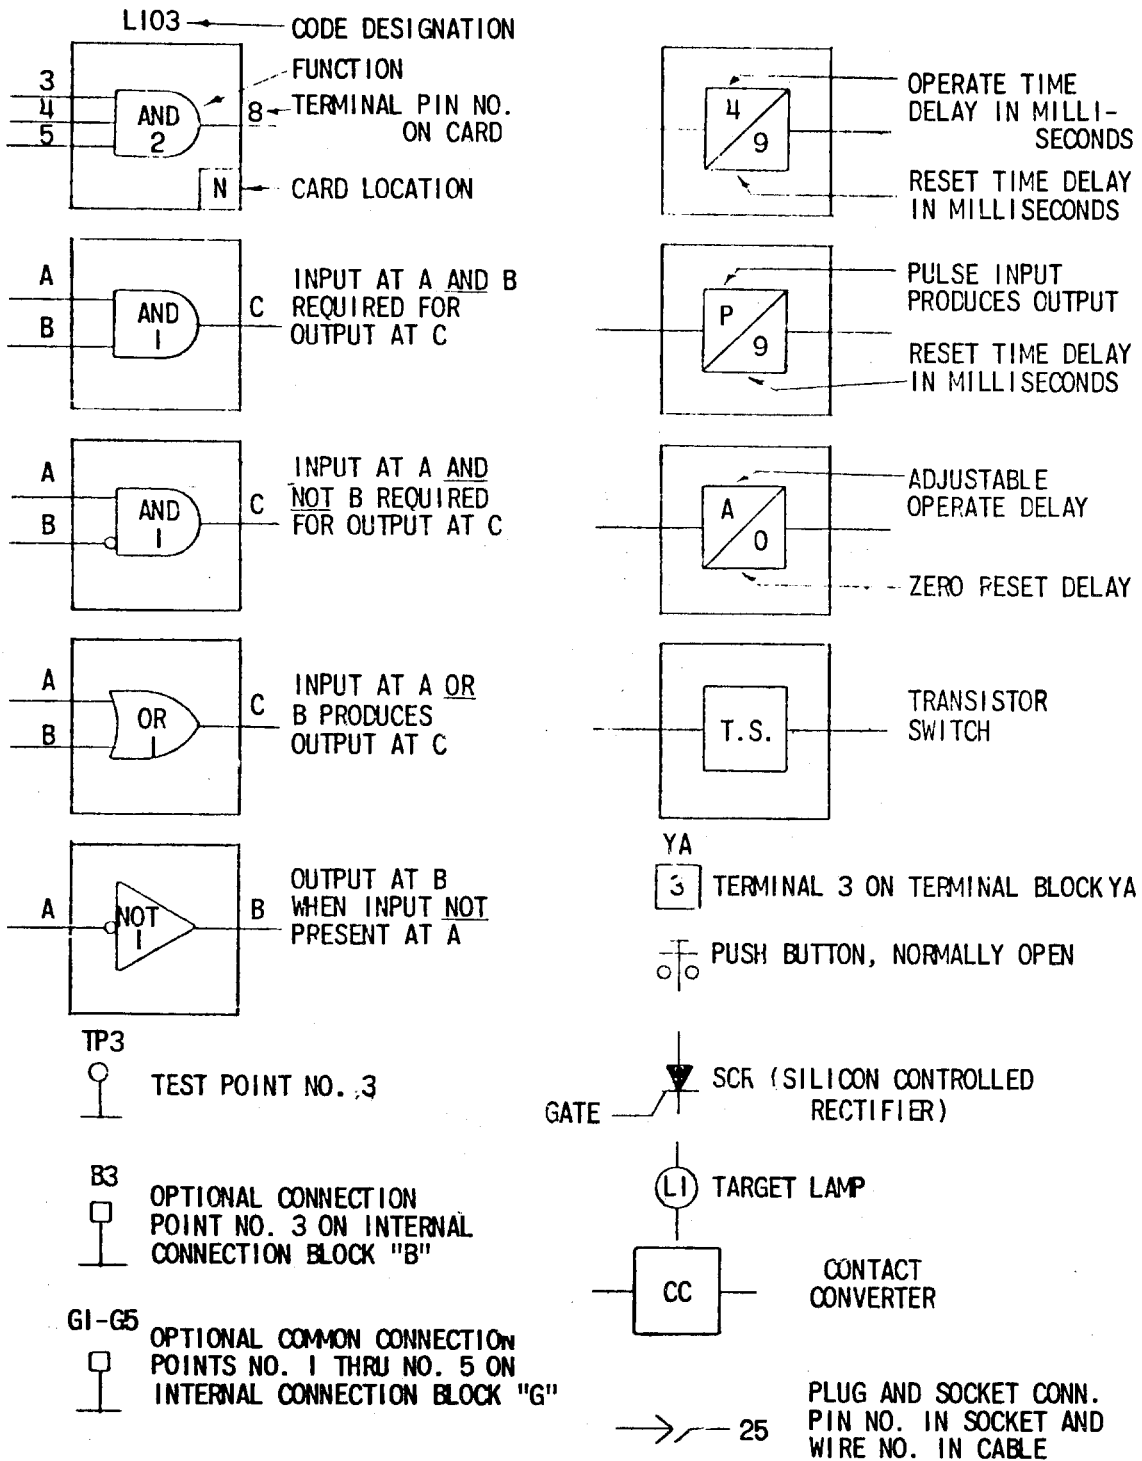 L103
CODE DESIGNATION
FUNCTION
3
4
5
AND
2
8
TERMINAL PIN NO.
ON CARD
N
CARD LOCATION
A
B
AND
1
C
INPUT AT A AND B
REQUIRED FOR
OUTPUT AT C
A
B
AND
1
C
INPUT AT A AND
NOT B REQUIRED
FOR OUTPUT AT C
A
B
OR
1
C
INPUT AT A OR
B PRODUCES
OUTPUT AT C
A
NOT
1
B
OUTPUT AT B
WHEN INPUT NOT
PRESENT AT A
TP3
TEST POINT NO. 3
B3
OPTIONAL CONNECTION
POINT NO. 3 ON INTERNAL
CONNECTION BLOCK "B"
G1-G5
OPTIONAL COMMON CONNECTION
POINTS NO. 1 THRU NO. 5 ON
INTERNAL CONNECTION BLOCK "G"
4
9
OPERATE TIME
DELAY IN MILLI-
SECONDS
RESET TIME DELAY
IN MILLISECONDS
P
9
PULSE INPUT
PRODUCES OUTPUT
RESET TIME DELAY
IN MILLISECONDS
A
0
ADJUSTABLE
OPERATE DELAY
ZERO RESET DELAY
T.S.
TRANSISTOR
SWITCH
YA
3
TERMINAL 3 ON TERMINAL BLOCK YA
PUSH BUTTON, NORMALLY OPEN
GATE
SCR (SILICON CONTROLLED
RECTIFIER)
L1
TARGET LAMP
CC
CONTACT
CONVERTER
25
PLUG AND SOCKET CONN.
PIN NO. IN SOCKET AND
WIRE NO. IN CABLE